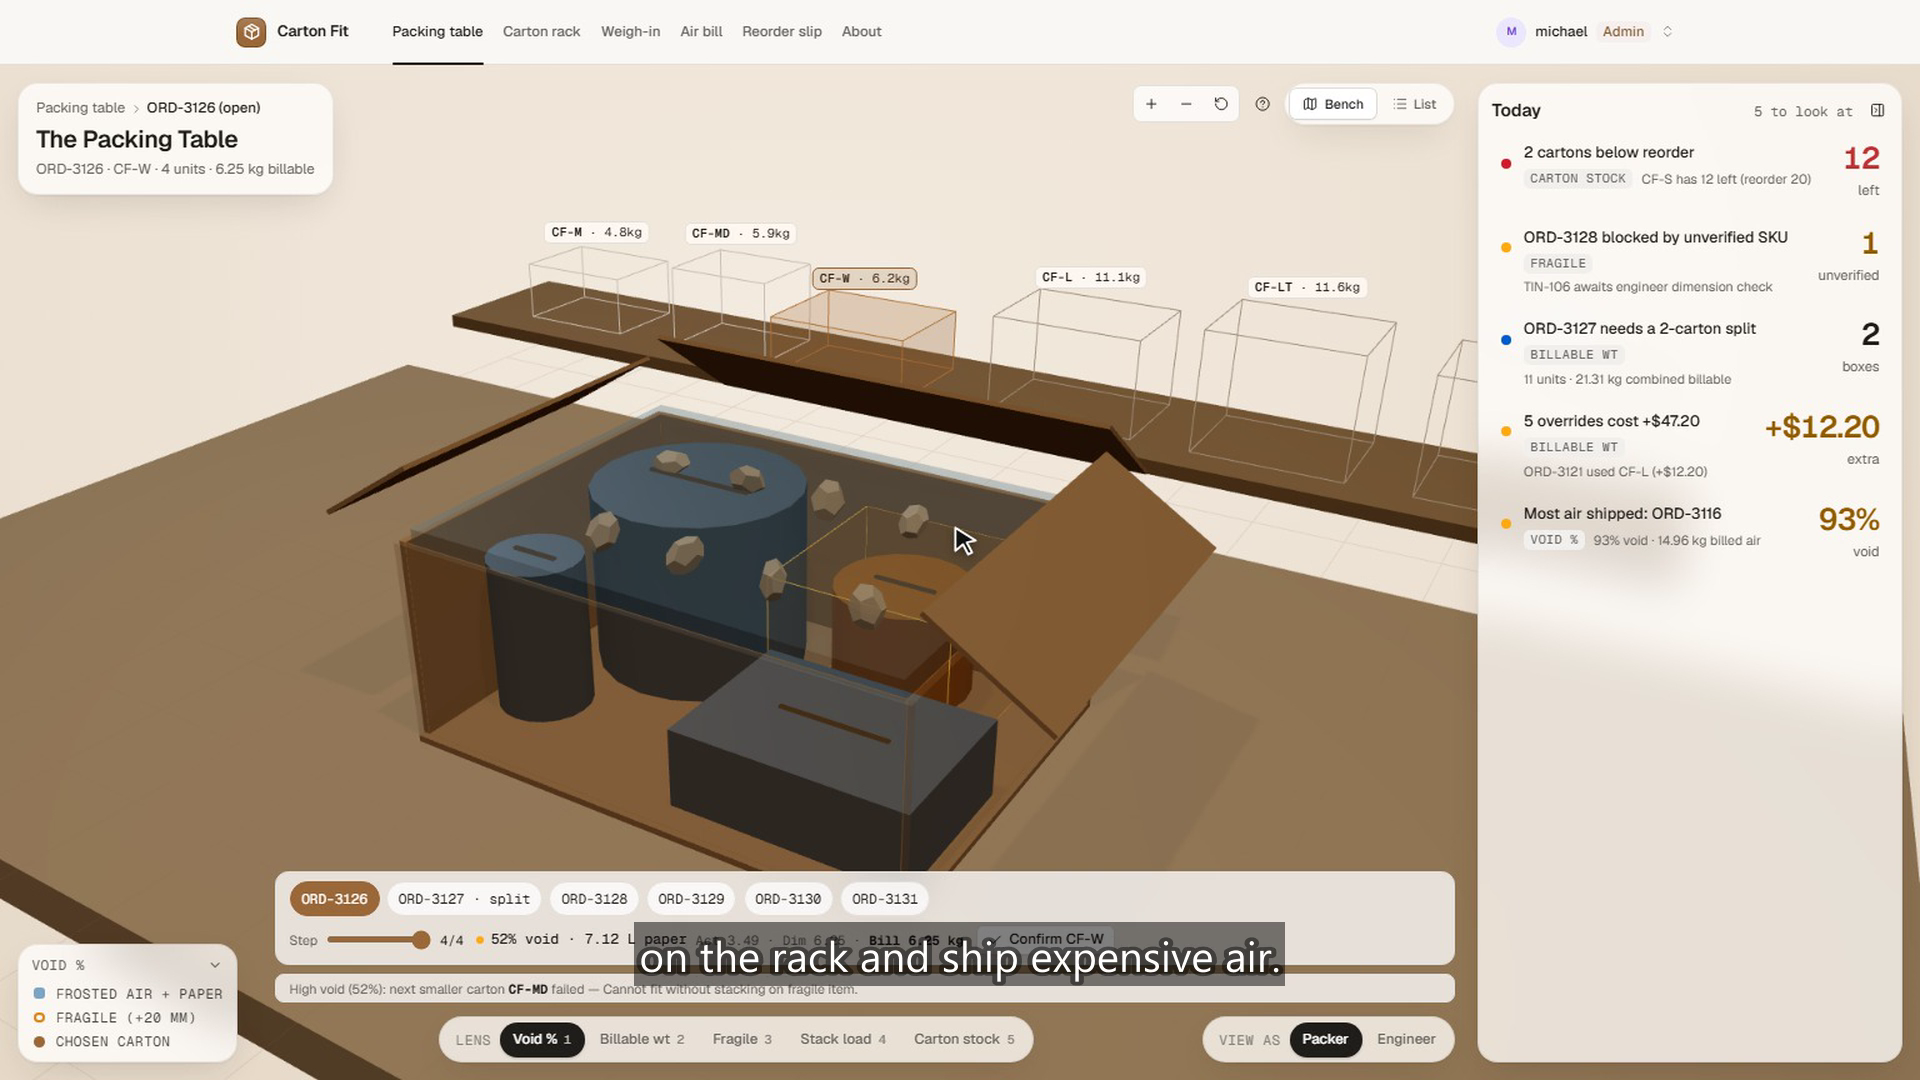 Carton Fit
Packing table
Carton rack
Weigh-in
Air bill
Reorder slip
About
M
michael
Admin
Packing table > ORD-3126 (open)
The Packing Table
ORD-3126 · CF-W · 4 units · 6.25 kg billable
+ −
Bench
List
CF-M · 4.8kg
CF-MD · 5.9kg
CF-W · 6.2kg
CF-L · 11.1kg
CF-LT · 11.6kg
Today
5 to look at
2 cartons below reorder
CARTON STOCK CF-S has 12 left (reorder 20)
12
left
ORD-3128 blocked by unverified SKU
FRAGILE
TIN-106 awaits engineer dimension check
1
unverified
ORD-3127 needs a 2-carton split
BILLABLE WT
11 units · 21.31 kg combined billable
2
boxes
5 overrides cost +$47.20
BILLABLE WT
ORD-3121 used CF-L (+$12.20)
+$12.20
extra
Most air shipped: ORD-3116
VOID % 93% void · 14.96 kg billed air
93%
void
ORD-3126
ORD-3127 · split
ORD-3128
ORD-3129
ORD-3130
ORD-3131
Step 4/4 52% void · 7.12 L paper Act 3.49 · Dim 6.25 · Bill 6.25 kg Confirm CF-W
on the rack and ship expensive air.
High void (52%): next smaller carton CF-MD failed — Cannot fit without stacking on fragile item.
VOID %
FROSTED AIR + PAPER
FRAGILE (+20 MM)
CHOSEN CARTON
LENS
Void % 1
Billable wt 2
Fragile 3
Stack load 4
Carton stock 5
VIEW AS
Packer
Engineer